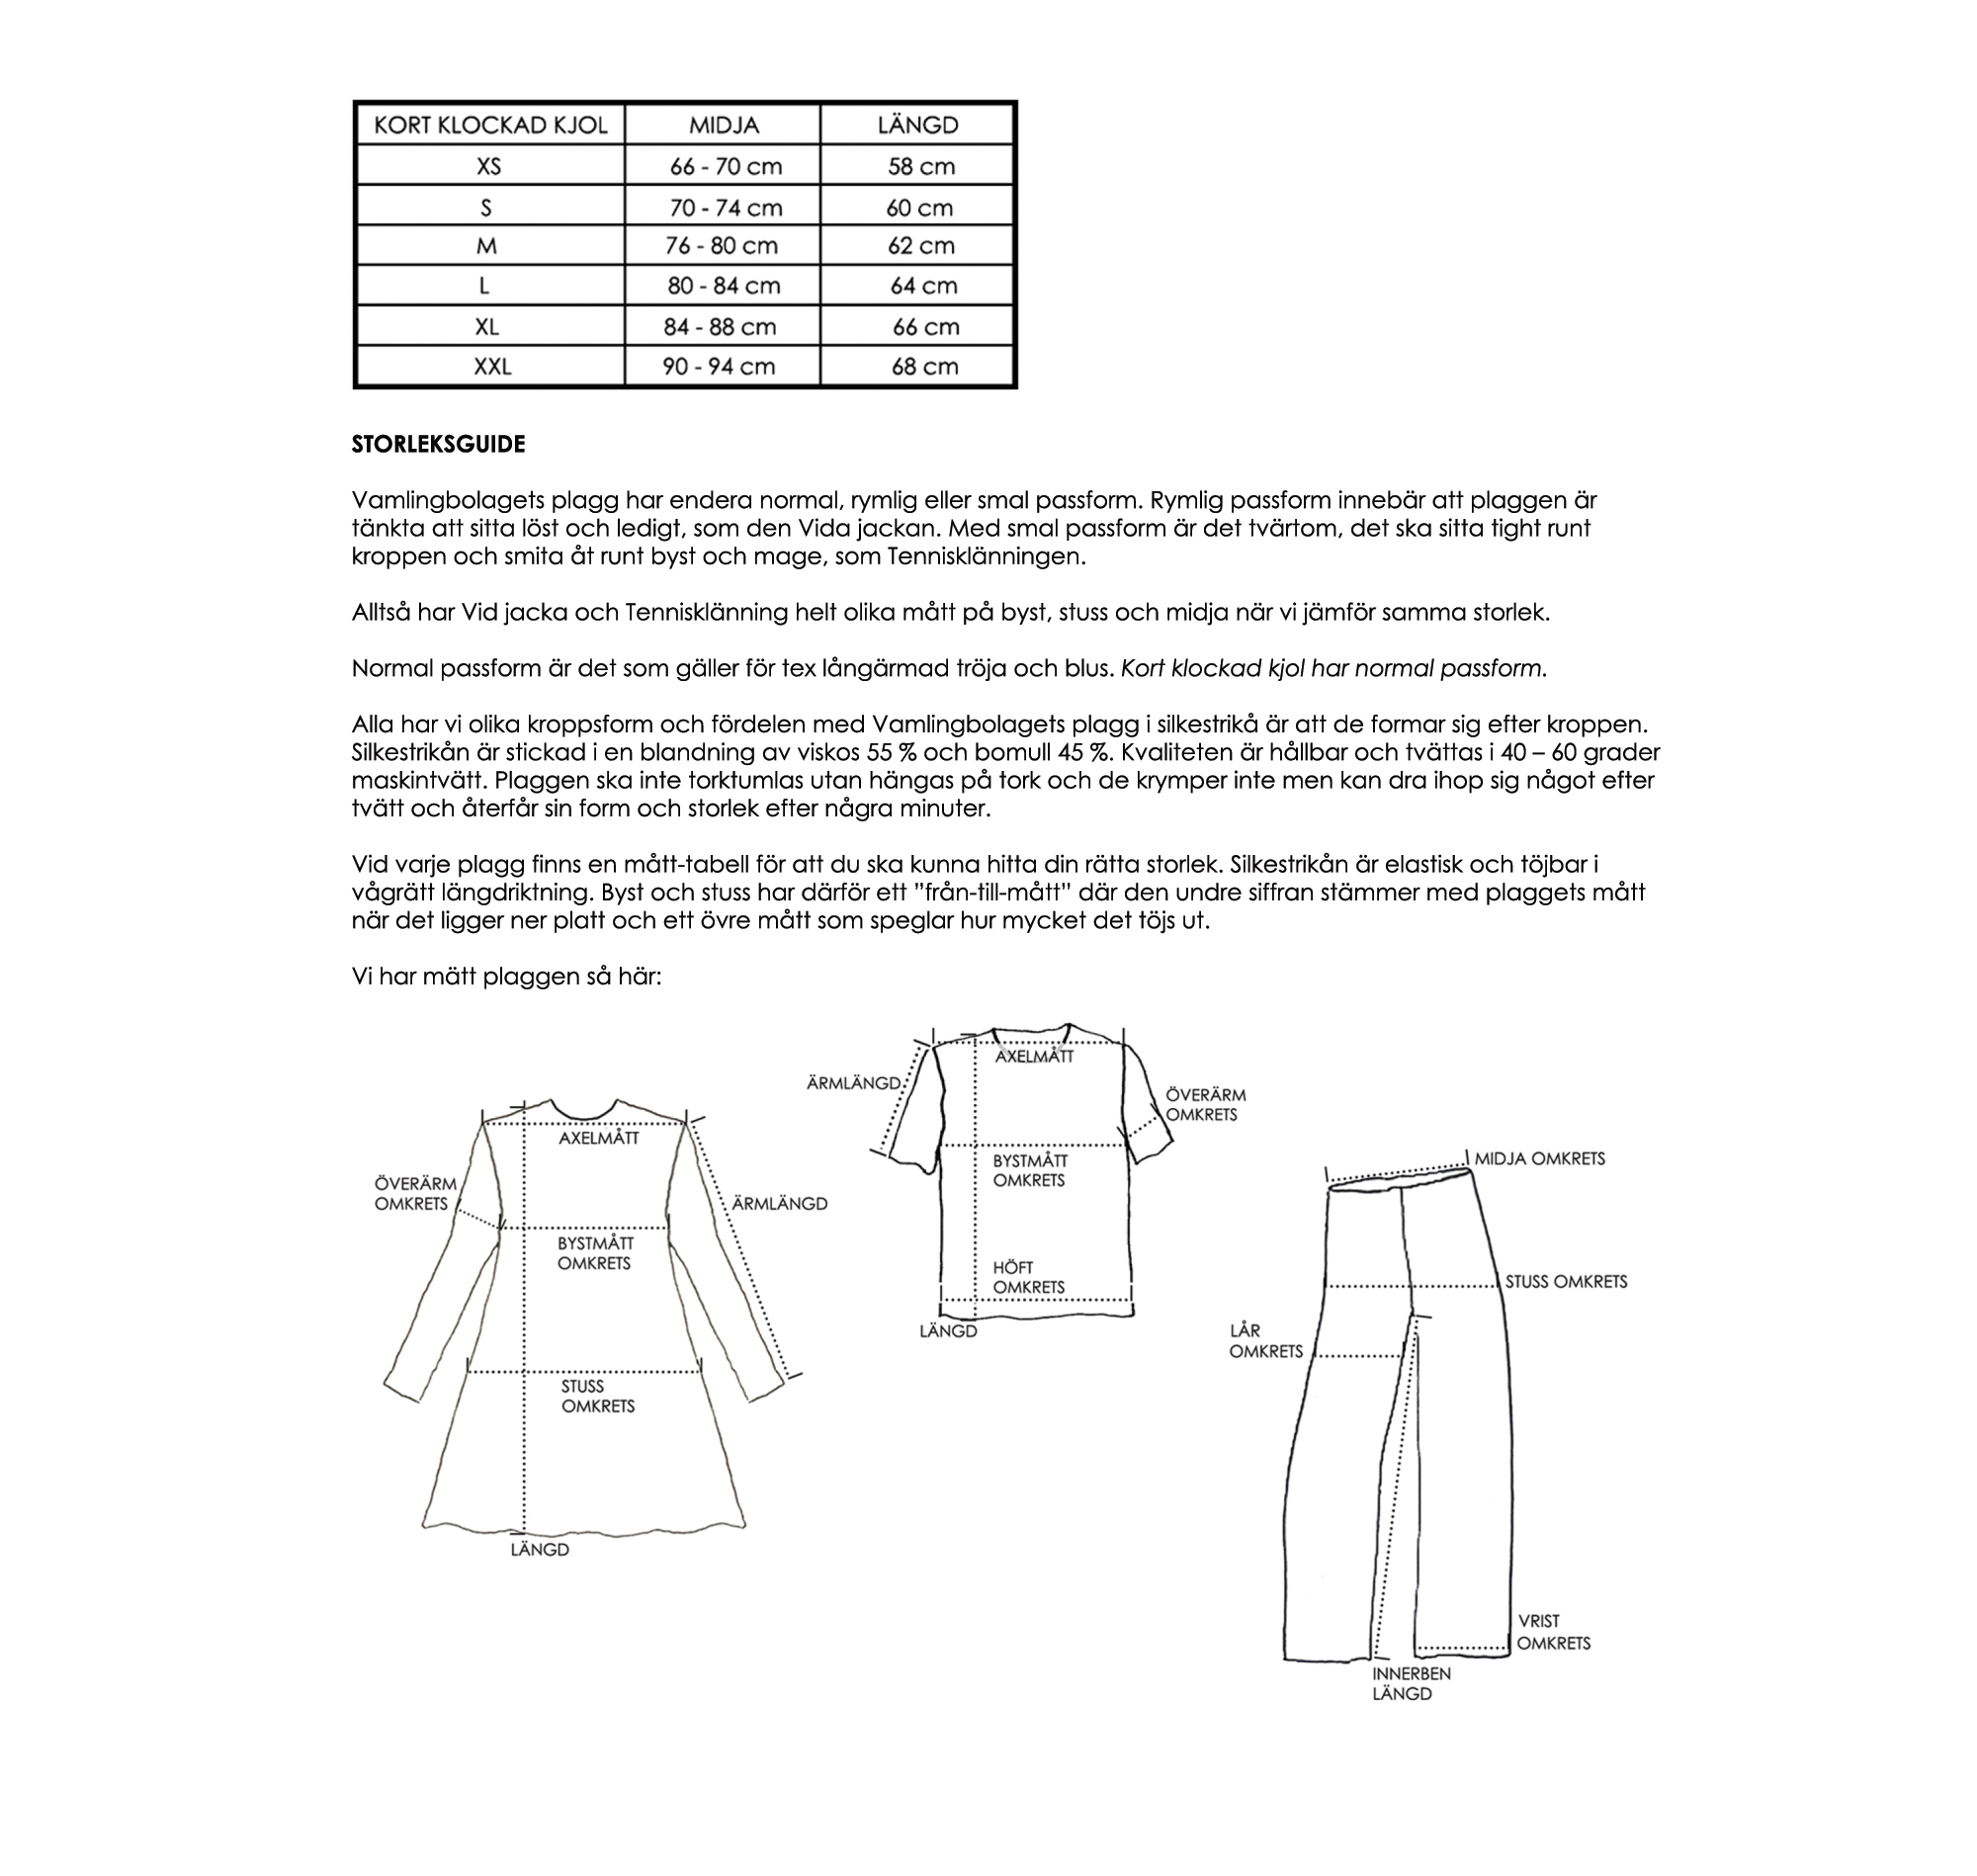 KORT KLOCKAD KJOL MIDJA LÄNGD
XS 66 - 70 cm 58 cm
S 70 - 74 cm 60 cm
M 76 - 80 cm 62 cm
L 80 - 84 cm 64 cm
XL 84 - 88 cm 66 cm
XXL 90 - 94 cm 68 cm
STORLEKSGUIDE
Vamlingbolagets plagg har endera normal, rymlig eller smal passform. Rymlig passform innebär att plaggen är
tänkta att sitta löst och ledigt, som den Vida jackan. Med smal passform är det tvärtom, det ska sitta tight runt
kroppen och smita åt runt byst och mage, som Tennisklänningen.
Alltså har Vid jacka och Tennisklänning helt olika mått på byst, stuss och midja när vi jämför samma storlek.
Normal passform är det som gäller för tex långärmad tröja och blus. Kort klockad kjol har normal passform.
Alla har vi olika kroppsform och fördelen med Vamlingbolagets plagg i silkestrikå är att de formar sig efter kroppen.
Silkestrikån är stickad i en blandning av viskos 55 % och bomull 45 %. Kvaliteten är hållbar och tvättas i 40 – 60 grader
maskintvätt. Plaggen ska inte torktumlas utan hängas på tork och de krymper inte men kan dra ihop sig något efter
tvätt och återfår sin form och storlek efter några minuter.
Vid varje plagg finns en mått-tabell för att du ska kunna hitta din rätta storlek. Silkestrikån är elastisk och töjbar i
vågrätt längdriktning. Byst och stuss har därför ett ”från-till-mått” där den undre siffran stämmer med plaggets mått
när det ligger ner platt och ett övre mått som speglar hur mycket det töjs ut.
Vi har mätt plaggen så här:
AXELMÅTT
ÖVERÄRM
OMKRETS
ÄRMLÄNGD
BYSTMÅTT
OMKRETS
STUSS
OMKRETS
LÄNGD
AXELMÅTT
ÄRMLÄNGD
ÖVERÄRM
OMKRETS
BYSTMÅTT
OMKRETS
HÖFT
OMKRETS
LÄNGD
MIDJA OMKRETS
STUSS OMKRETS
LÅR
OMKRETS
VRIST
OMKRETS
INNERBEN
LÄNGD